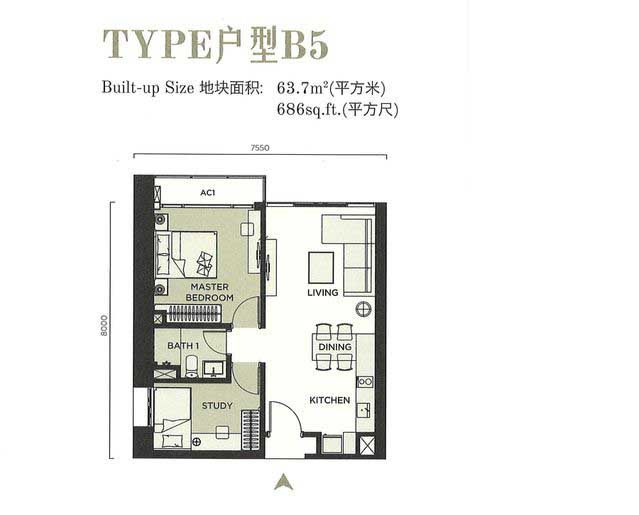 TYPE户型B5
Built-up Size 地块面积: 63.7m²(平方米)
686sq.ft.(平方尺)
7550
8000
AC1
MASTER
BEDROOM
LIVING
BATH 1
DINING
STUDY
KITCHEN